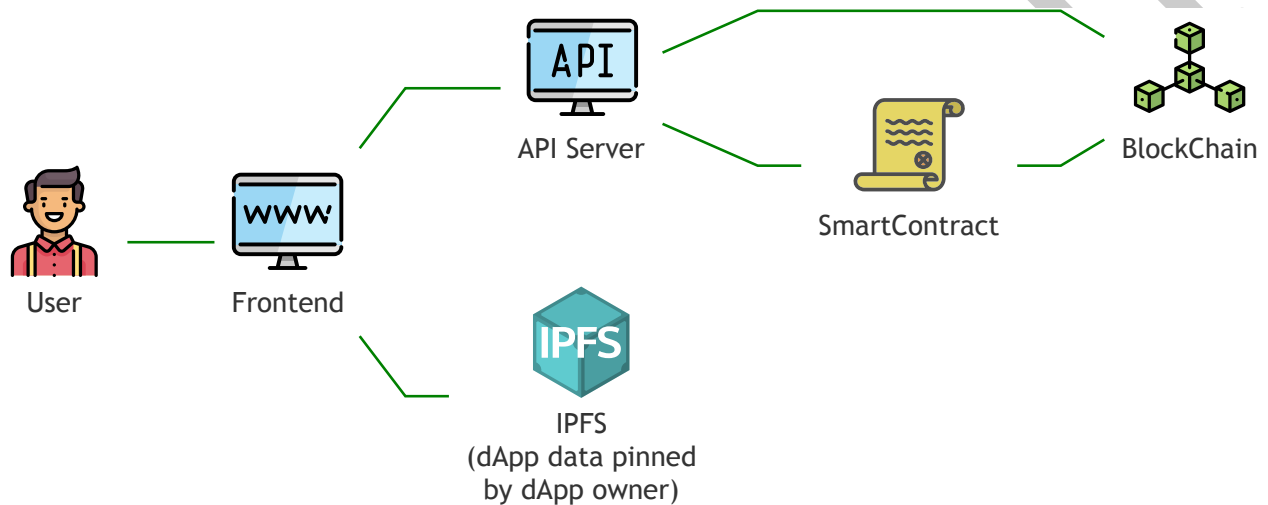 API
API Server
BlockChain
SmartContract
www
User
Frontend
IPFS
IPFS
(dApp data pinned
by dApp owner)